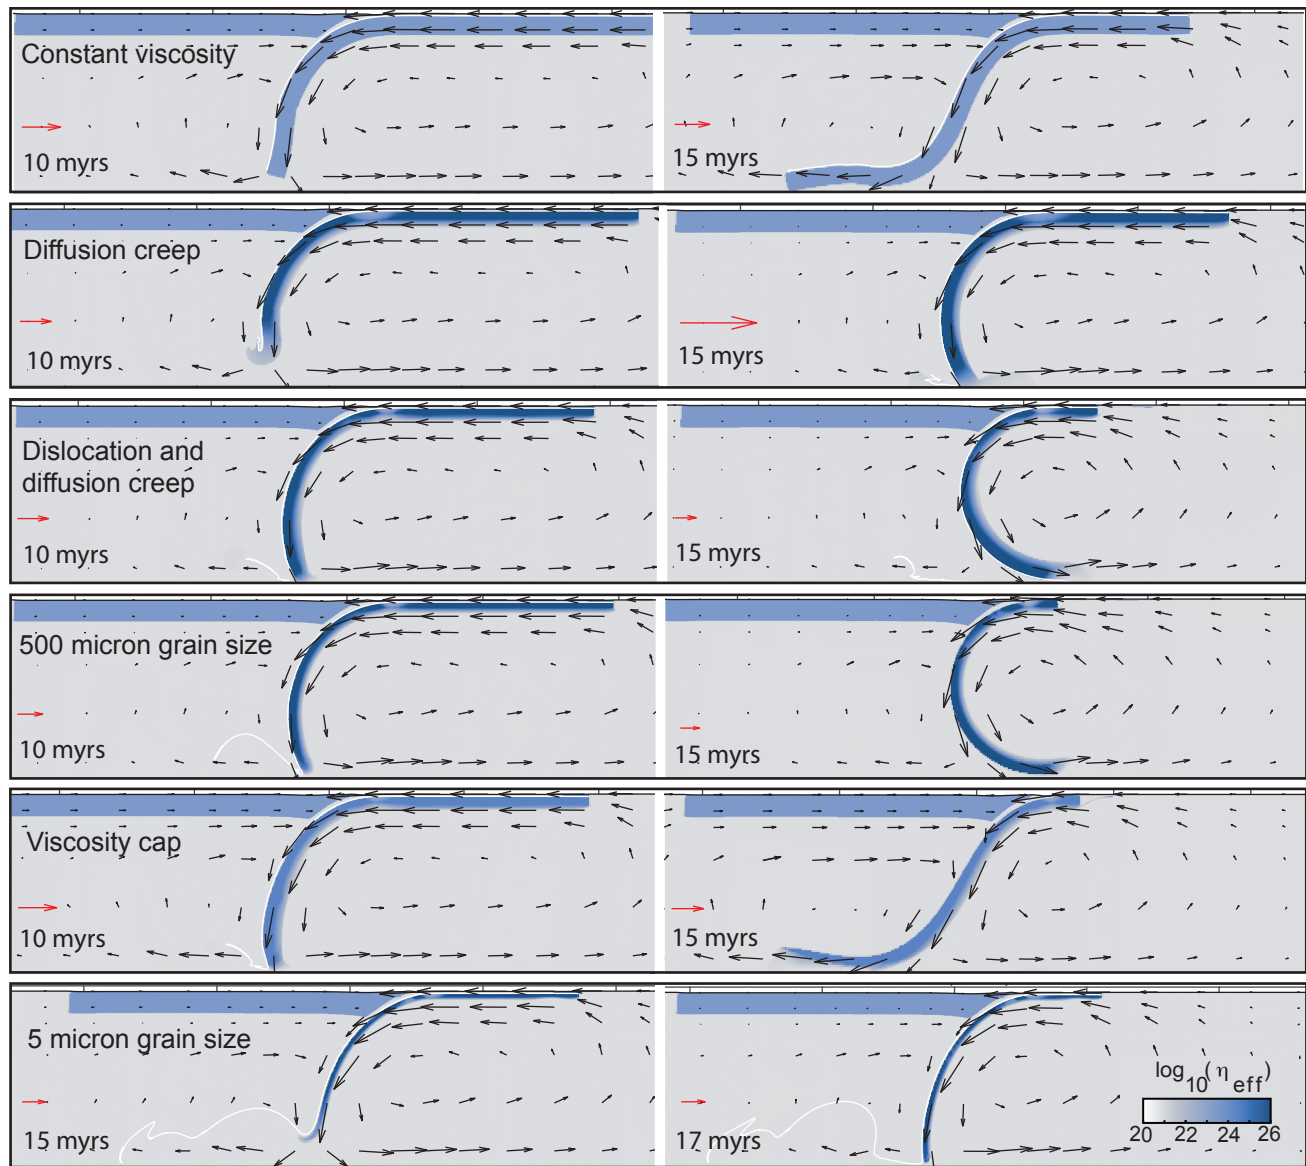 Constant viscosity
10 myrs
15 myrs
Diffusion creep
10 myrs
15 myrs
Dislocation and
diffusion creep
10 myrs
15 myrs
500 micron grain size
10 myrs
15 myrs
Viscosity cap
10 myrs
15 myrs
5 micron grain size
15 myrs
17 myrs
log10(ηeff)
20 22 24 26